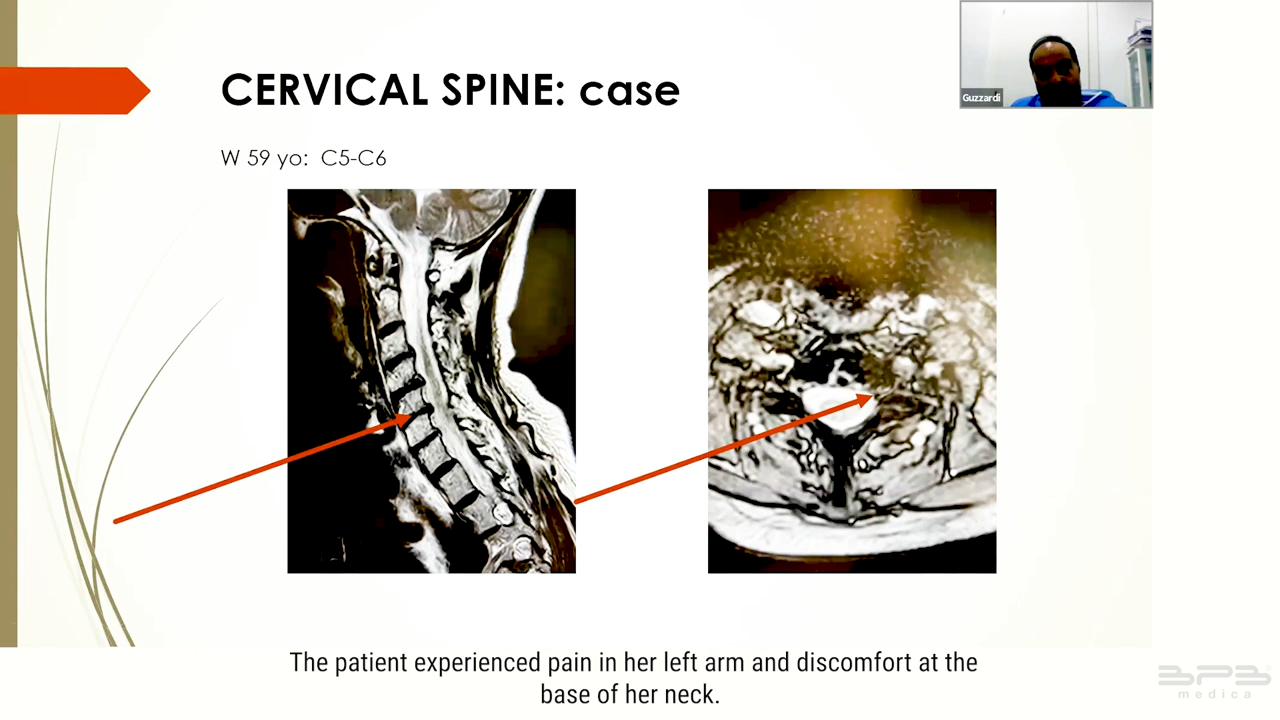 Guzzardi
CERVICAL SPINE: case
W 59 yo: C5-C6
The patient experienced pain in her left arm and discomfort at the
base of her neck.
BPB
medica